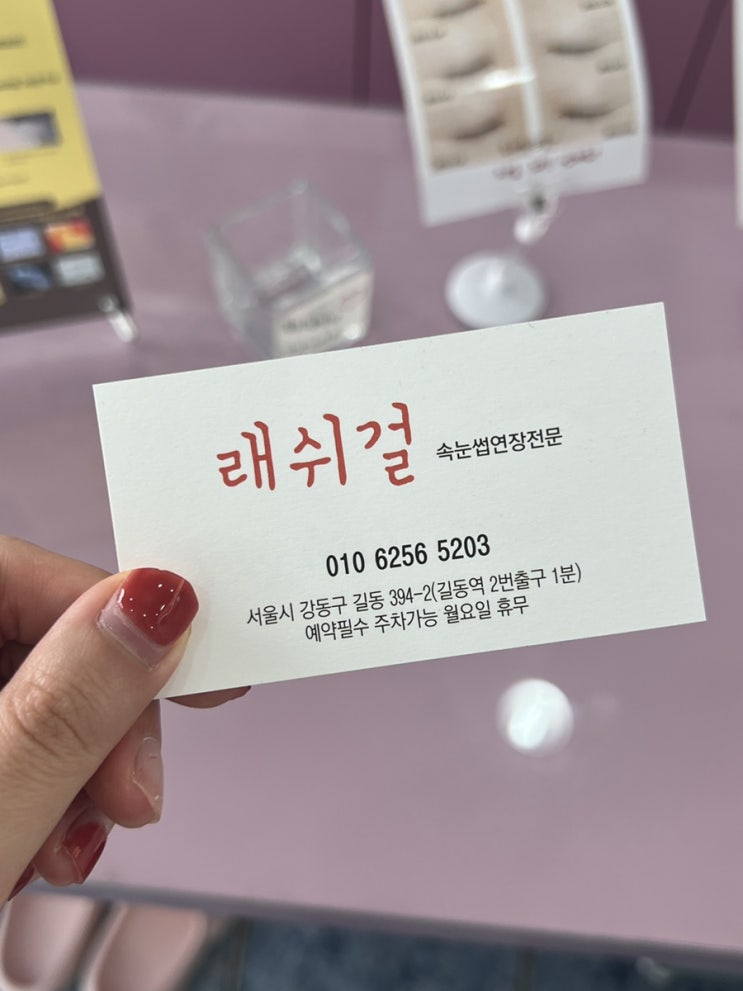 래쉬걸 속눈썹연장전문
010 6256 5203
서울시 강동구 길동 394-2(길동역 2번출구 1분)
예약필수 주차가능 월요일 휴무